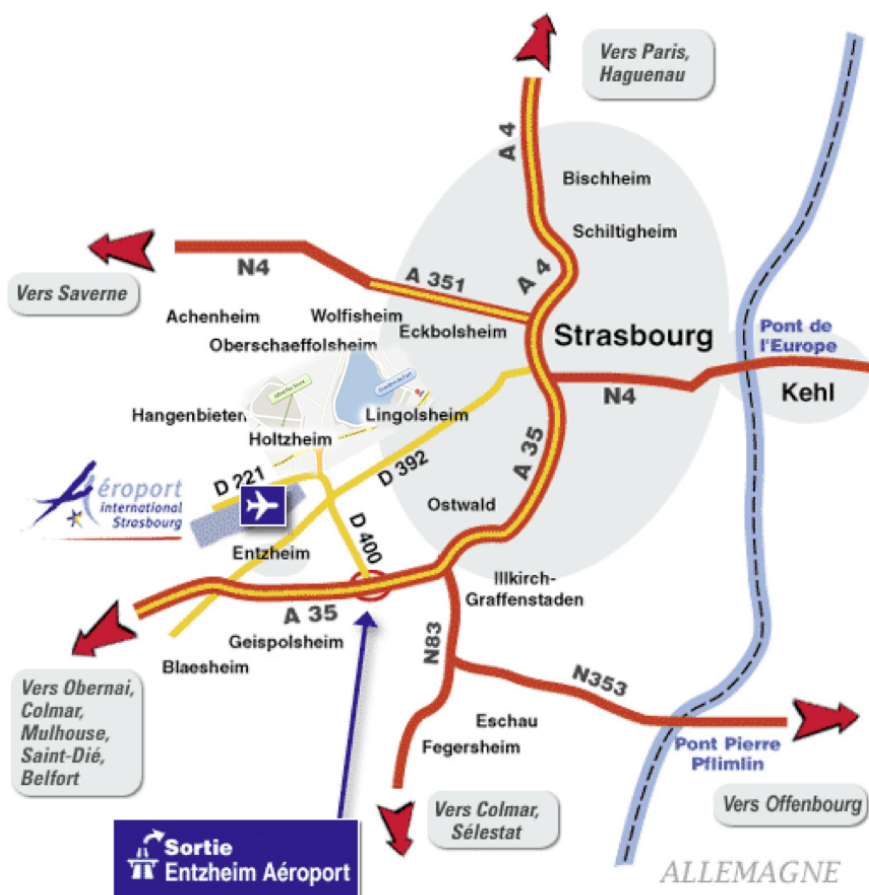 Vers Paris,
Haguenau
A 4
Bischheim
Schiltigheim
A 4
N4
A 351
Vers Saverne
Achenheim
Wolfisheim
Eckbolsheim
Oberschaeffolsheim
Strasbourg
Pont de
l'Europe
Kehl
N4
Hangenbieten
Lingolsheim
Holtzheim
D 221
D 392
A 35
Aéroport
international
Strasbourg
Ostwald
D 400
Entzheim
Illkirch-
Graffenstaden
A 35
Geispolsheim
Blaesheim
N83
N353
Vers Obernai,
Colmar,
Mulhouse,
Saint-Dié,
Belfort
Eschau
Fegersheim
Pont Pierre
Pflimlin
Vers Colmar,
Sélestat
Vers Offenbourg
Sortie
Entzheim Aéroport
ALLEMAGNE